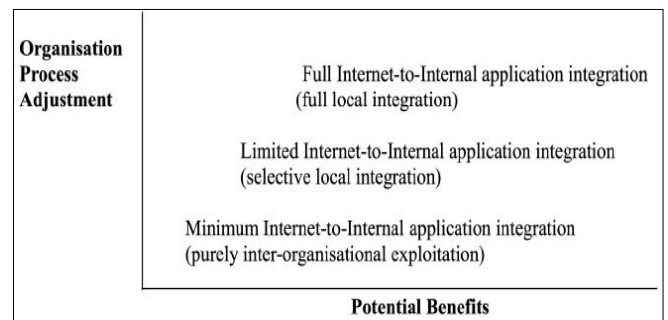 Organisation
Process
Adjustment
Full Internet-to-Internal application integration
(full local integration)
Limited Internet-to-Internal application integration
(selective local integration)
Minimum Internet-to-Internal application integration
(purely inter-organisational exploitation)
Potential Benefits